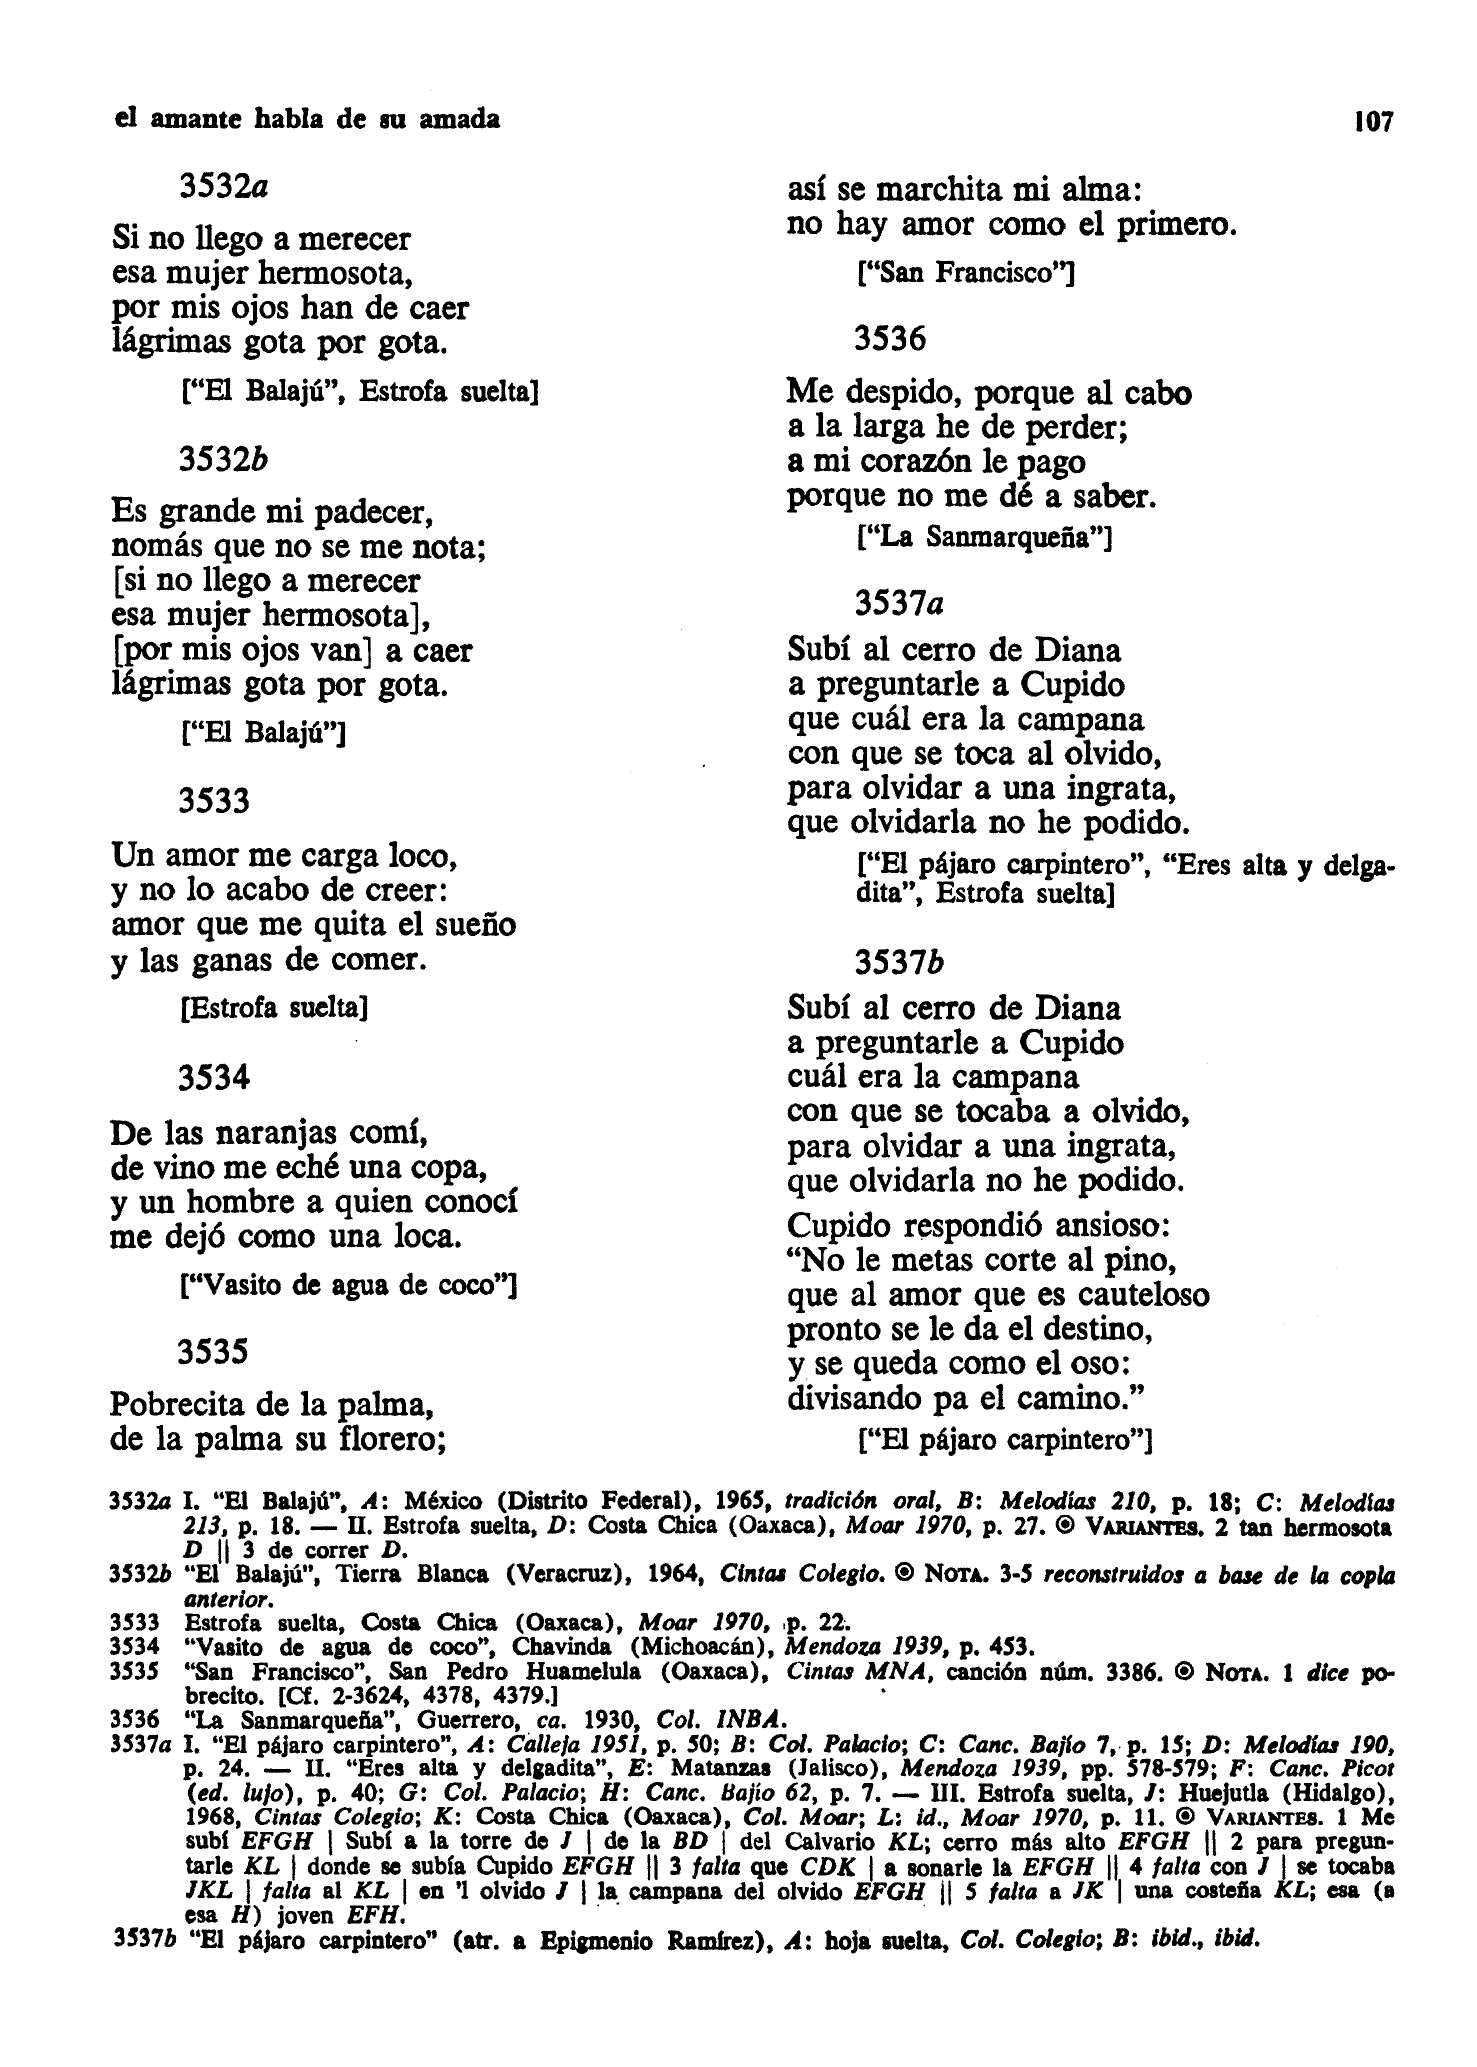 el amante habla de su amada
107
3532a
Si no llego a merecer
esa mujer hermosota,
por mis ojos han de caer
lágrimas gota por gota.
["El Balajú", Estrofa suelta]
3532b
Es grande mi padecer,
nomás que no se me nota;
[si no llego a merecer
esa mujer hermosota],
[por mis ojos van] a caer
lágrimas gota por gota.
["El Balajú"]
3533
Un amor me carga loco,
y no lo acabo de creer:
amor que me quita el sueño
y las ganas de comer.
[Estrofa suelta]
3534
De las naranjas comí,
de vino me eché una copa,
y un hombre a quien conocí
me dejó como una loca.
["Vasito de agua de coco"]
3535
Pobrecita de la palma,
de la palma su florero;
así se marchita mi alma:
no hay amor como el primero.
["San Francisco"]
3536
Me despido, porque al cabo
a la larga he de perder;
a mi corazón le pago
porque no me dé a saber.
["La Sanmarqueña"]
3537a
Subí al cerro de Diana
a preguntarle a Cupido
que cuál era la campana
con que se toca al olvido,
para olvidar a una ingrata,
que olvidarla no he podido.
["El pájaro carpintero", "Eres alta y delga-
dita", Estrofa suelta]
3537b
Subí al cerro de Diana
a preguntarle a Cupido
cuál era la campana
con que se tocaba a olvido,
para olvidar a una ingrata,
que olvidarla no he podido.
Cupido respondió ansioso:
"No le metas corte al pino,
que al amor que es cauteloso
pronto se le da el destino,
y se queda como el oso:
divisando pa el camino."
["El pájaro carpintero"]
3532a I. "El Balajú", A: México (Distrito Federal), 1965, tradición oral, B: Melodías 210, p. 18; C: Melodías
213, p. 18. — II. Estrofa suelta, D: Costa Chica (Oaxaca), Moar 1970, p. 27. ⊙ VARIANTES. 2 tan hermosota
D || 3 de correr D.
3532b "El Balajú", Tierra Blanca (Veracruz), 1964, Cintas Colegio. ⊙ NOTA. 3-5 reconstruidos a base de la copla
anterior.
3533 Estrofa suelta, Costa Chica (Oaxaca), Moar 1970, p. 22.
3534 "Vasito de agua de coco", Chavinda (Michoacán), Mendoza 1939, p. 453.
3535 "San Francisco", San Pedro Huamelula (Oaxaca), Cintas MNA, canción núm. 3386. ⊙ NOTA. 1 dice po-
brecito. [Cf. 2-3624, 4378, 4379.]
3536 "La Sanmarqueña", Guerrero, ca. 1930, Col. INBA.
3537a I. "El pájaro carpintero", A: Calleja 1951, p. 50; B: Col. Palacio; C: Canc. Bajío 7, p. 15; D: Melodías 190,
p. 24. — II. "Eres alta y delgadita", E: Matanzas (Jalisco), Mendoza 1939, pp. 578-579; F: Canc. Picot
(ed. lujo), p. 40; G: Col. Palacio; H: Canc. Bajío 62, p. 7. — III. Estrofa suelta, J: Huejutla (Hidalgo),
1968, Cintas Colegio; K: Costa Chica (Oaxaca), Col. Moar; L: id., Moar 1970, p. 11. ⊙ VARIANTES. 1 Me
subí EFGH | Subí a la torre de J | de la BD | del Calvario KL; cerro más alto EFGH || 2 para pregun-
tarle KL | donde se subía Cupido EFGH || 3 falta que CDK | a sonarle la EFGH || 4 falta con J | se tocaba
JKL | falta al KL | en 'l olvido J | la campana del olvido EFGH || 5 falta a JK | una costeña KL; esa (a
esa H) joven EFH.
3537b "El pájaro carpintero" (atr. a Epigmenio Ramírez), A: hoja suelta, Col. Colegio; B: ibid., ibid.